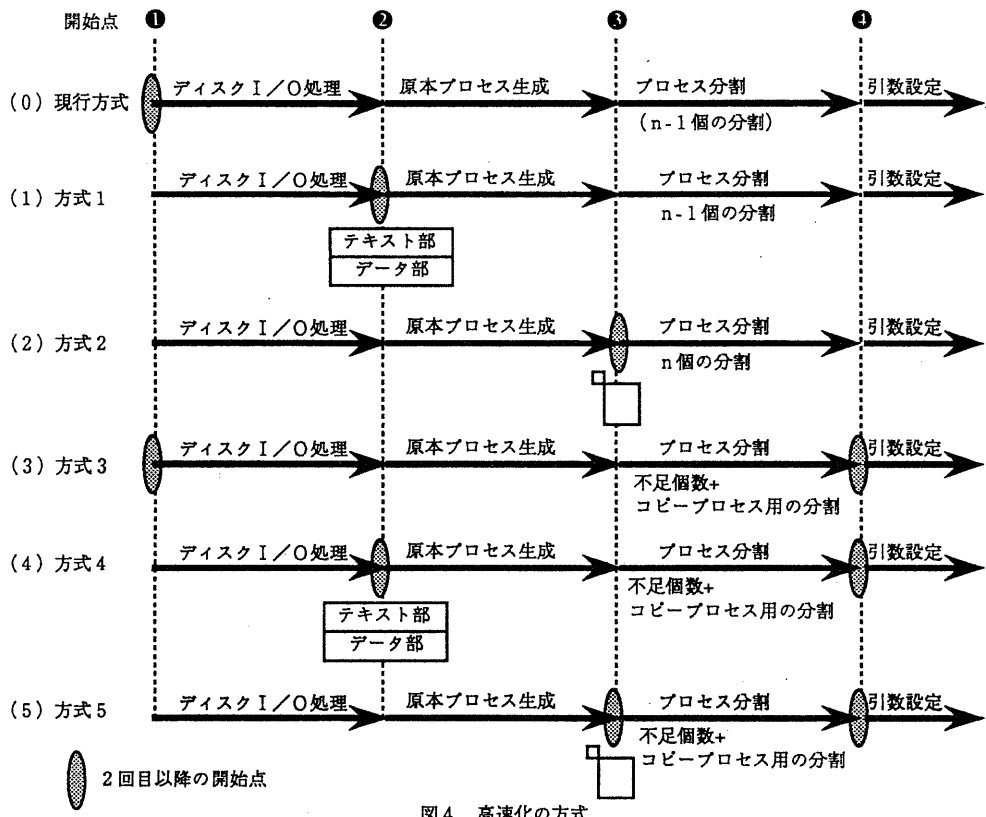 開始点 ❶ ❷ ❸ ❹
(0) 現行方式 ディスクI/O処理 原本プロセス生成 プロセス分割 引数設定
(n-1個の分割)
(1) 方式1 ディスクI/O処理 原本プロセス生成 プロセス分割 引数設定
n-1個の分割
テキスト部
データ部
(2) 方式2 ディスクI/O処理 原本プロセス生成 プロセス分割 引数設定
n個の分割
(3) 方式3 ディスクI/O処理 原本プロセス生成 プロセス分割 引数設定
不足個数+
コピープロセス用の分割
(4) 方式4 ディスクI/O処理 原本プロセス生成 プロセス分割 引数設定
不足個数+
コピープロセス用の分割
テキスト部
データ部
(5) 方式5 ディスクI/O処理 原本プロセス生成 プロセス分割 引数設定
不足個数+
コピープロセス用の分割
2回目以降の開始点
図4 高速化の方式